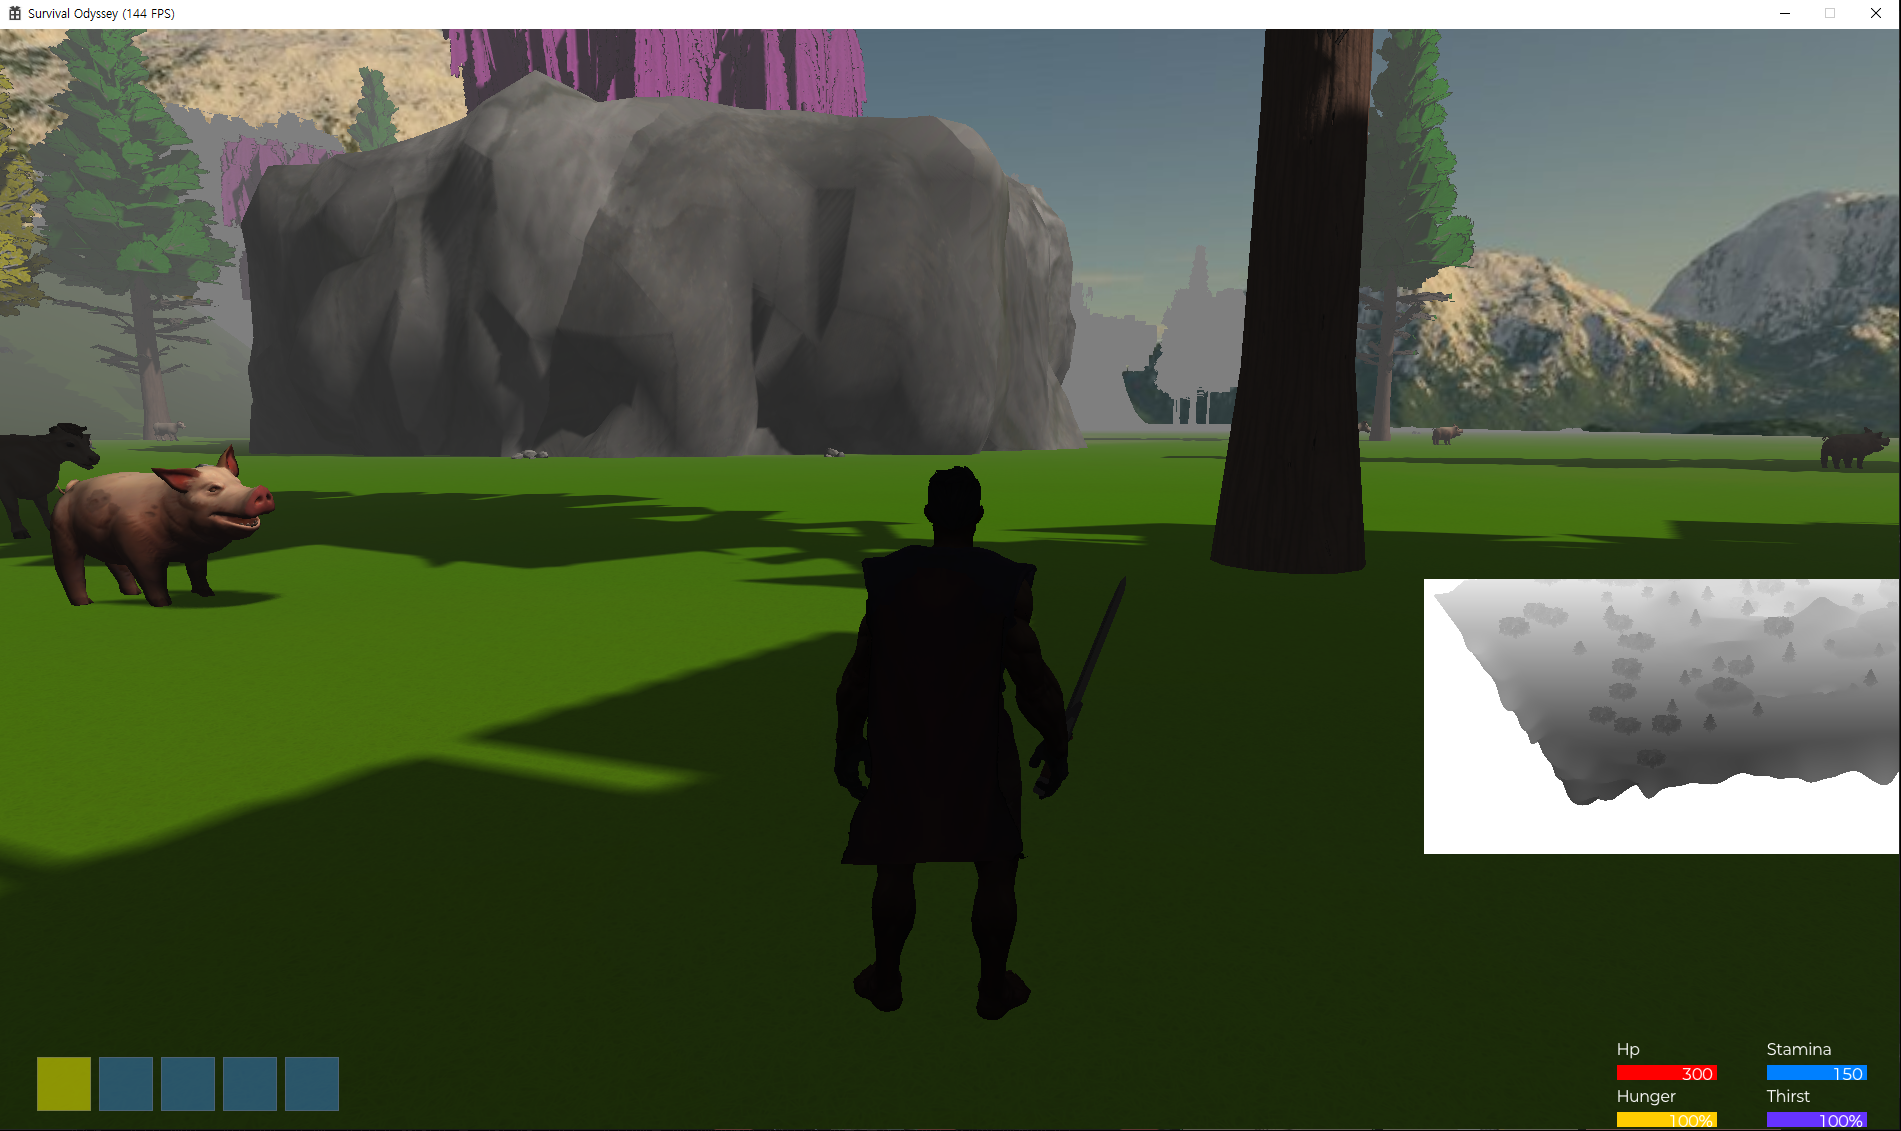 Survival Odyssey (144 FPS)
Hp
Stamina
300
150
Hunger
Thirst
100%
100%